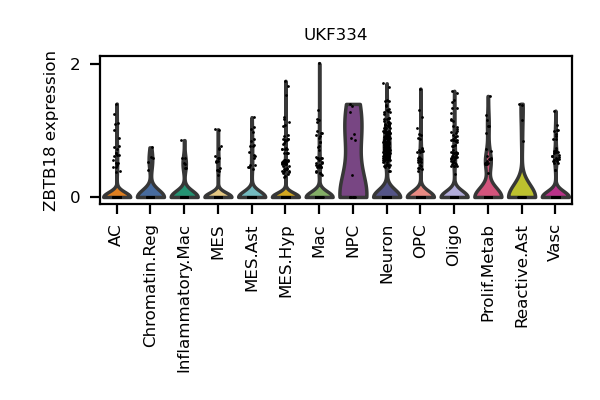 UKF334
ZBTB18 expression
2
0
AC
Chromatin.Reg
Inflammatory.Mac
MES
MES.Ast
MES.Hyp
Mac
NPC
Neuron
OPC
Oligo
Prolif.Metab
Reactive.Ast
Vasc